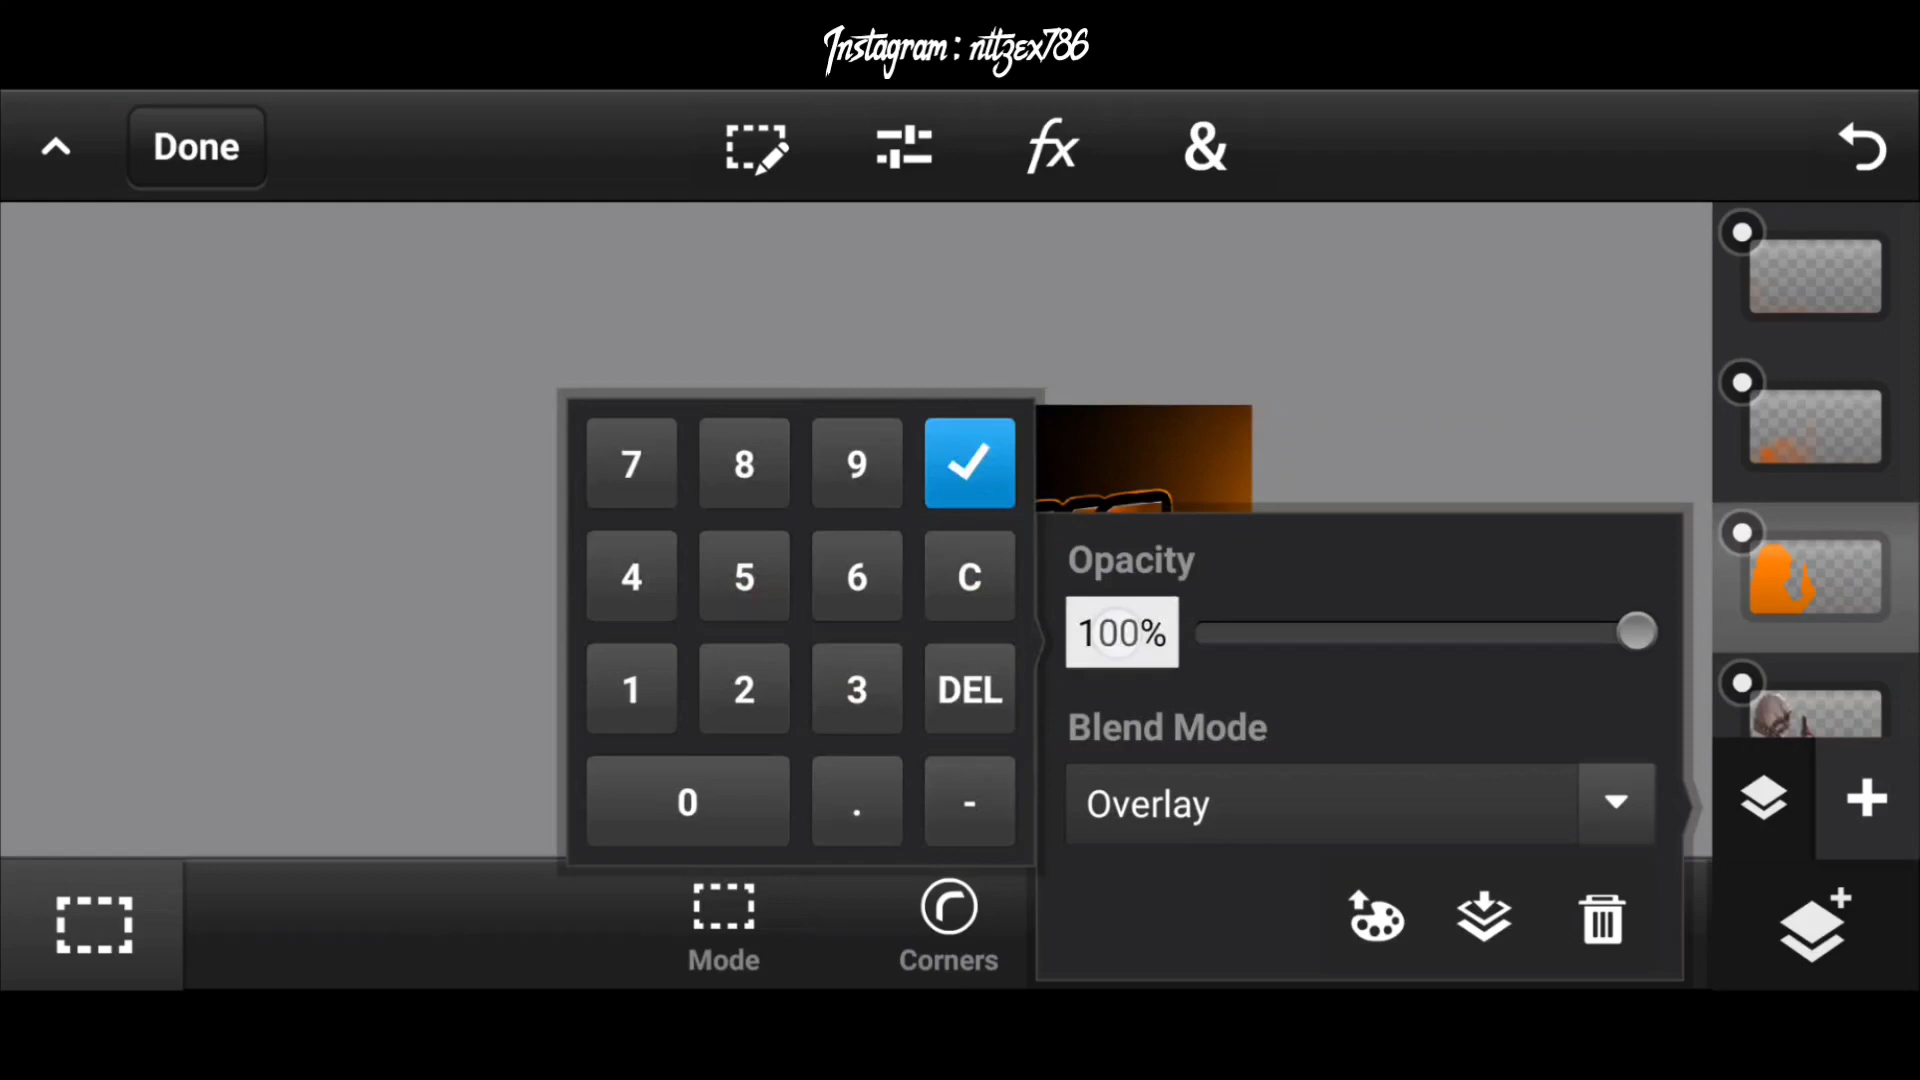 Instagram : nitzex786
Done
fx
&
7 8 9
4 5 6 C
1 2 3 DEL
0 . -
Opacity
100%
Blend Mode
Overlay
Mode
Corners